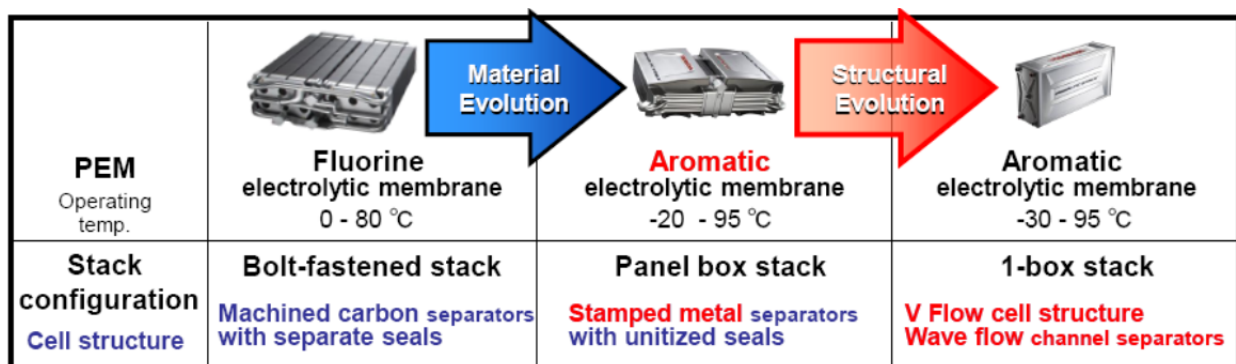 Material
Evolution
Structural
Evolution
PEM
Operating
temp.
Fluorine
electrolytic membrane
0 - 80 °C
Aromatic
electrolytic membrane
-20 - 95 °C
Aromatic
electrolytic membrane
-30 - 95 °C
Stack
configuration
Cell structure
Bolt-fastened stack
Machined carbon separators
with separate seals
Panel box stack
Stamped metal separators
with unitized seals
1-box stack
V Flow cell structure
Wave flow channel separators